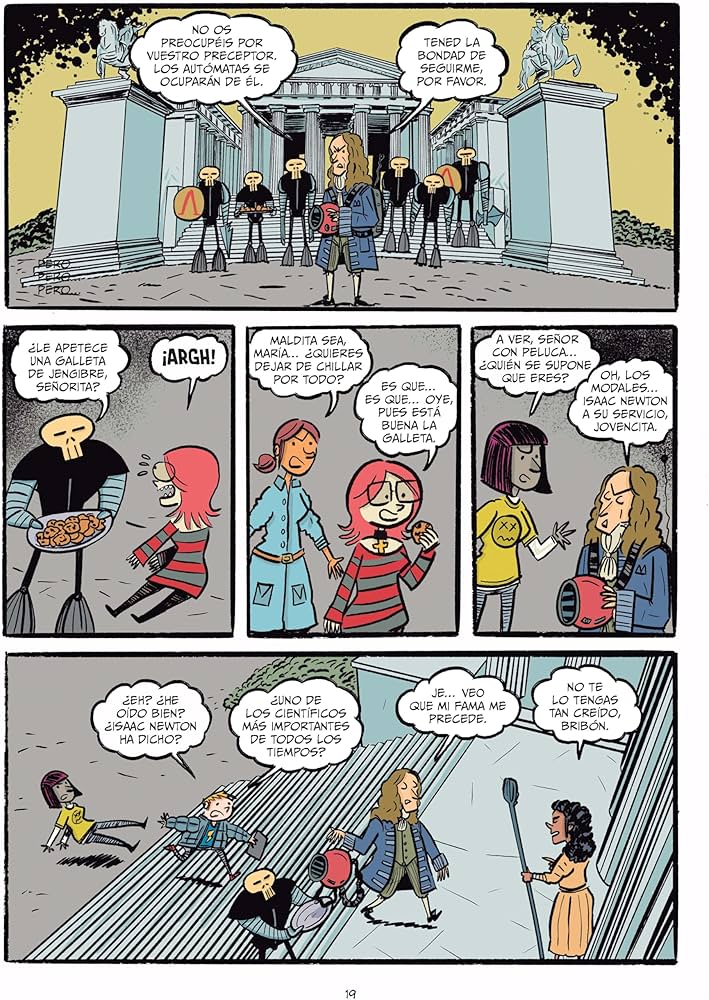 NO OS
PREOCUPÉIS POR
VUESTRO PRECEPTOR.
LOS AUTÓMATAS SE
OCUPARÁN DE ÉL.
TENED LA
BONDAD DE
SEGUIRME,
POR FAVOR.
PERO...
PERO...
PERO...
¿LE APETECE
UNA GALLETA
DE JENGIBRE,
SEÑORITA?
¡ARGH!
MALDITA SEA,
MARÍA... ¿QUIERES
DEJAR DE CHILLAR
POR TODO?
ES QUE...
ES QUE... OYE,
PUES ESTÁ
BUENA LA
GALLETA.
A VER, SEÑOR
CON PELUCA...
¿QUIÉN SE SUPONE
QUE ERES?
OH, LOS
MODALES...
ISAAC NEWTON
A SU SERVICIO,
JOVENCITA.
¿EH? ¿HE
OÍDO BIEN?
¿ISAAC NEWTON
HA DICHO?
¿UNO DE
LOS CIENTÍFICOS
MÁS IMPORTANTES
DE TODOS LOS
TIEMPOS?
JE... VEO
QUE MI FAMA ME
PRECEDE.
NO TE
LO TENGAS
TAN CREÍDO,
BRIBÓN.
19